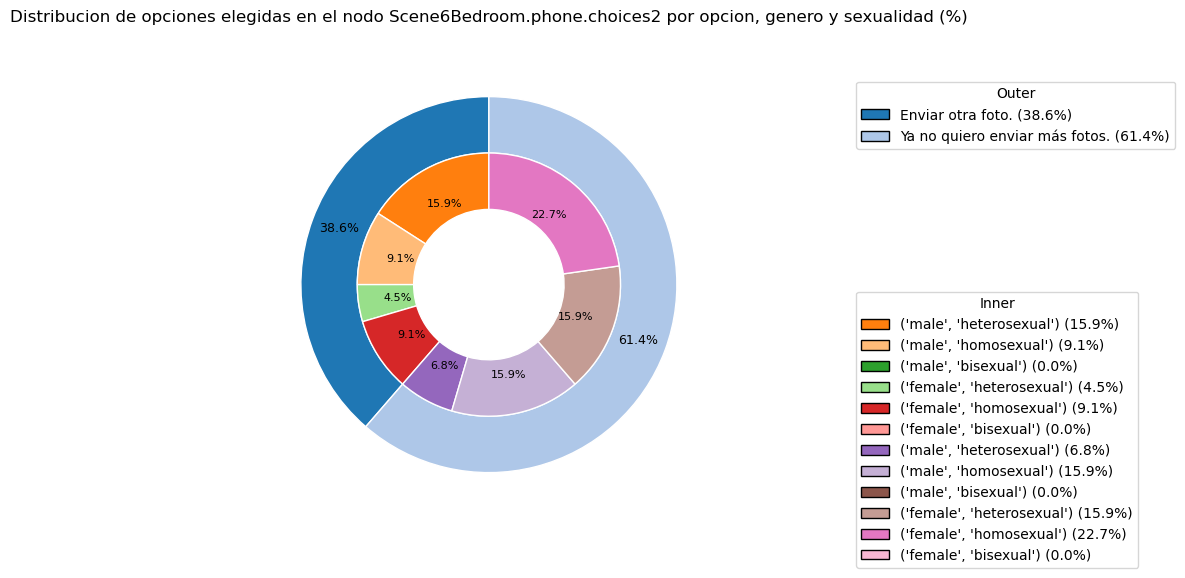 Distribucion de opciones elegidas en el nodo Scene6Bedroom.phone.choices2 por opcion, genero y sexualidad (%)
Outer
Enviar otra foto. (38.6%)
Ya no quiero enviar más fotos. (61.4%)
15.9%
22.7%
38.6%
9.1%
4.5%
15.9%
9.1%
61.4%
6.8%
15.9%
Inner
('male', 'heterosexual') (15.9%)
('male', 'homosexual') (9.1%)
('male', 'bisexual') (0.0%)
('female', 'heterosexual') (4.5%)
('female', 'homosexual') (9.1%)
('female', 'bisexual') (0.0%)
('male', 'heterosexual') (6.8%)
('male', 'homosexual') (15.9%)
('male', 'bisexual') (0.0%)
('female', 'heterosexual') (15.9%)
('female', 'homosexual') (22.7%)
('female', 'bisexual') (0.0%)